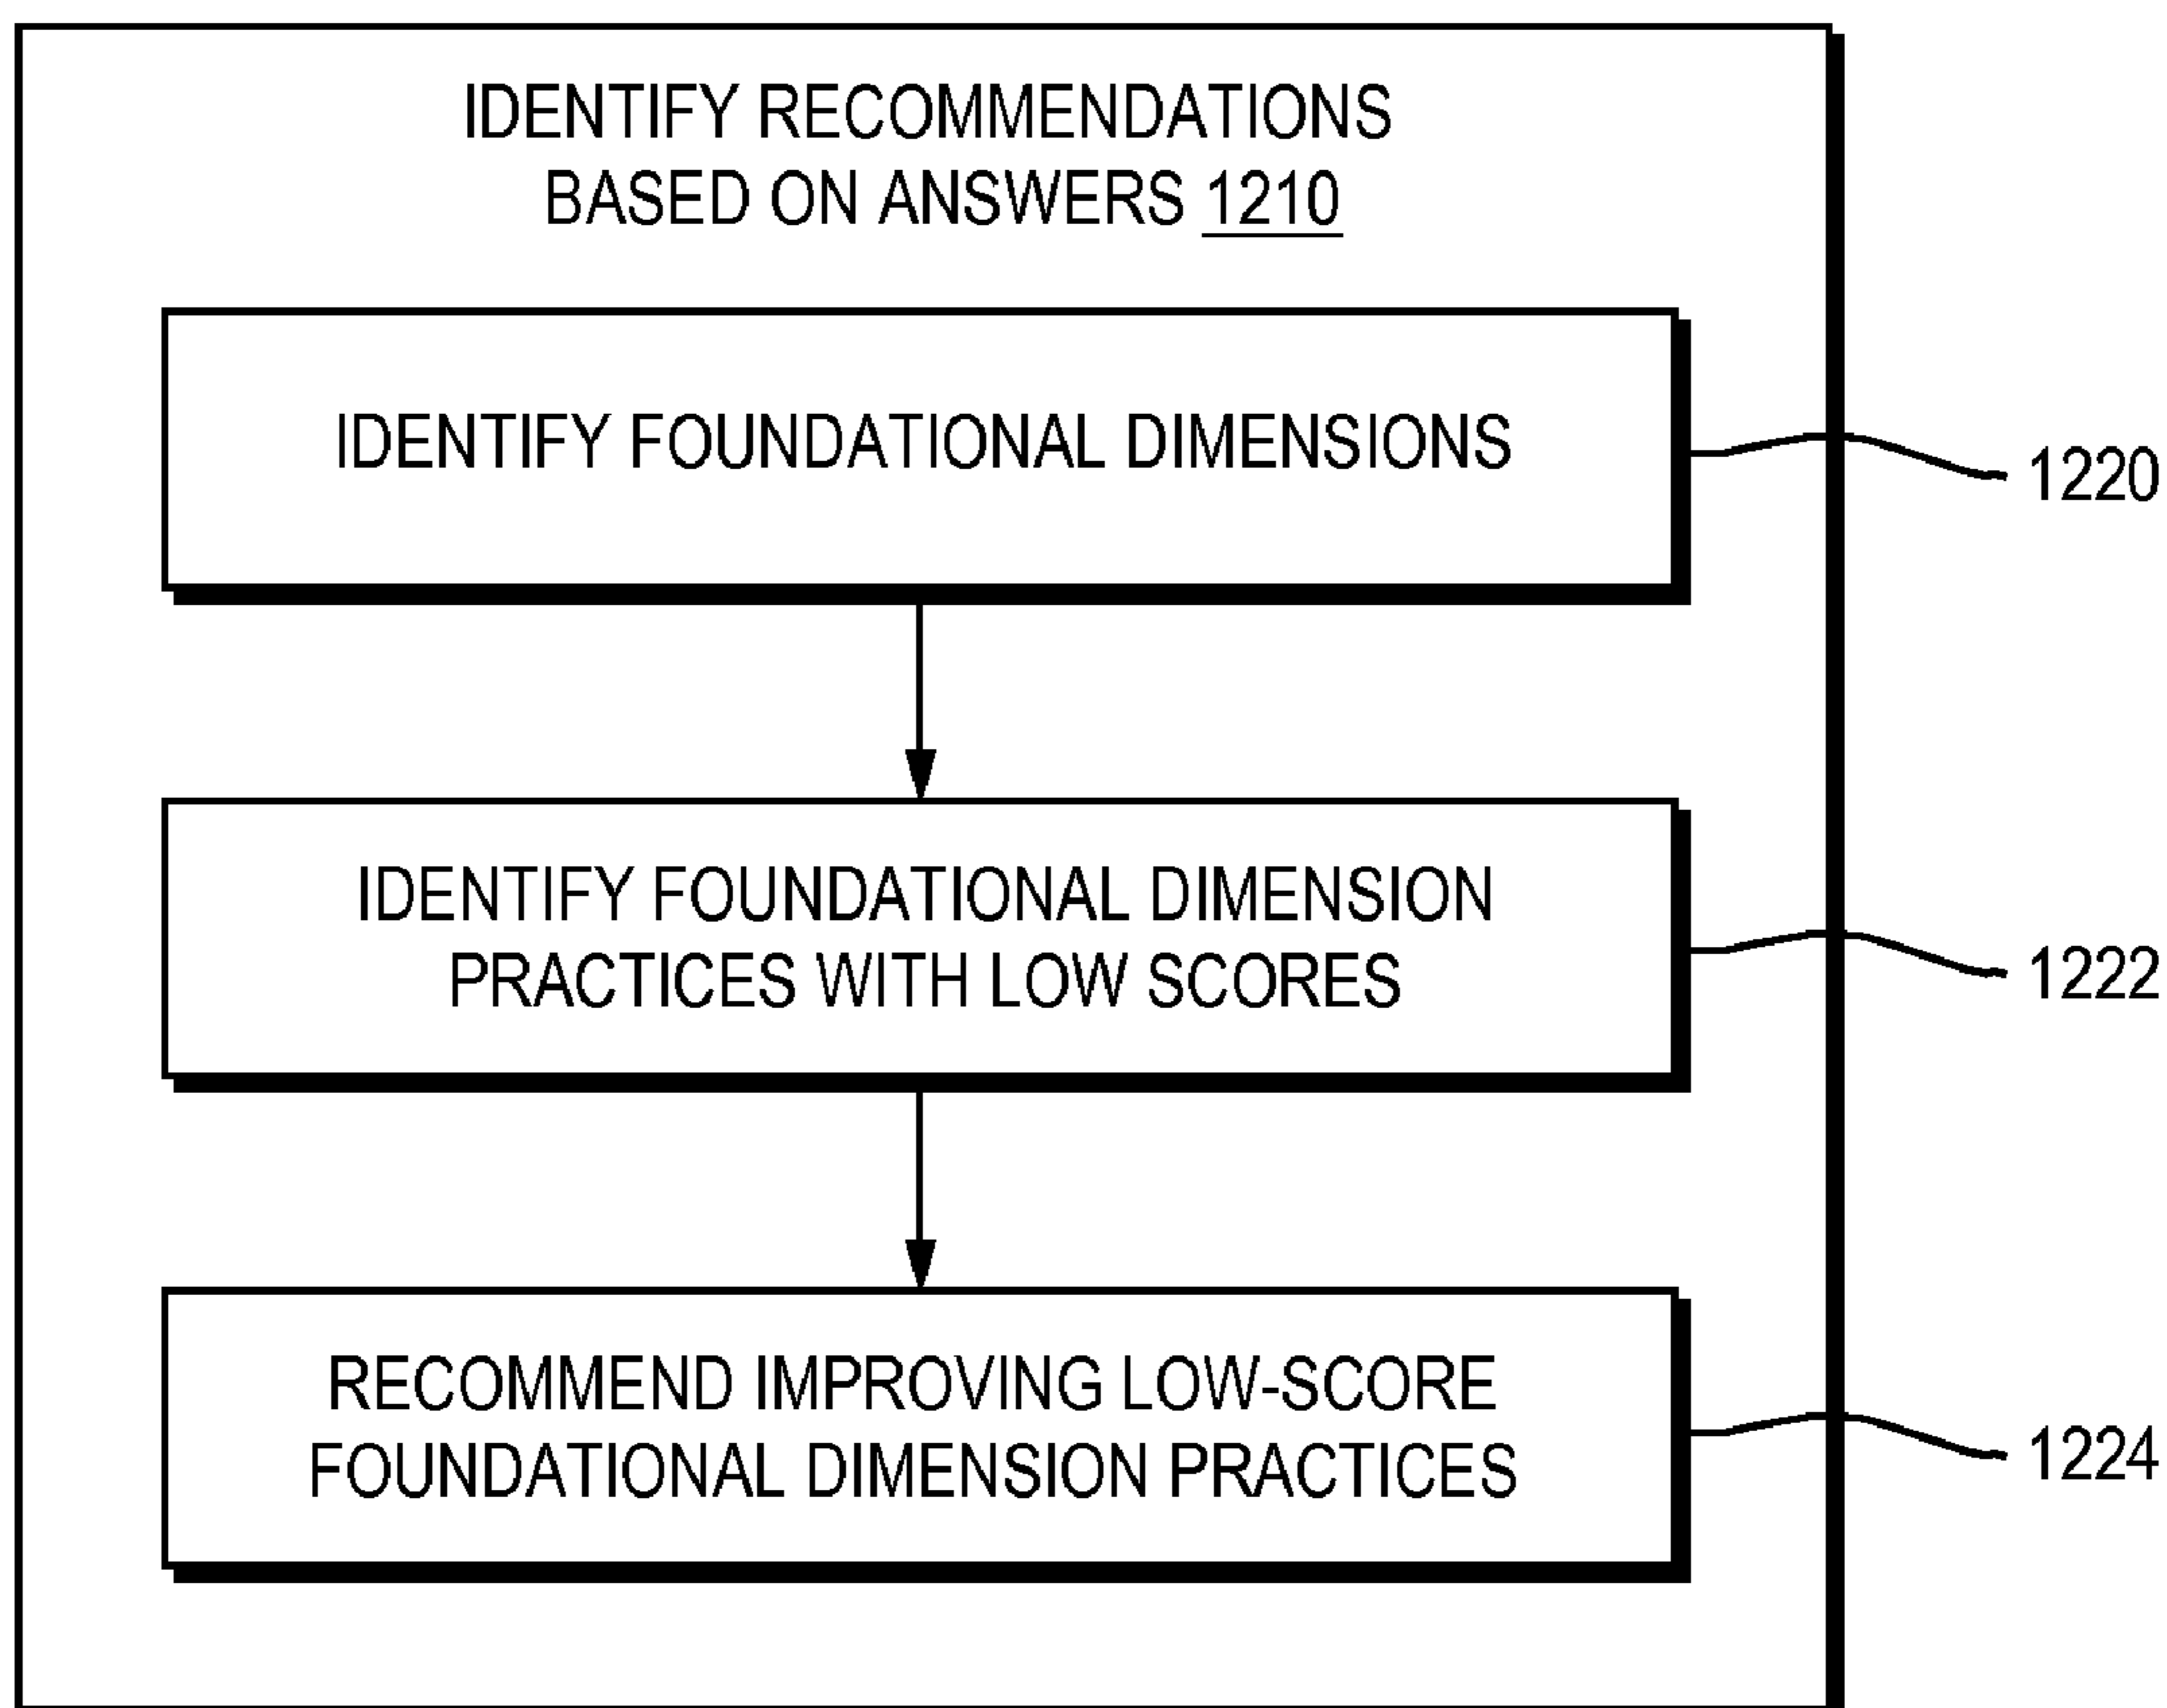 IDENTIFY RECOMMENDATIONS
BASED ON ANSWERS 1210
IDENTIFY FOUNDATIONAL DIMENSIONS
1220
IDENTIFY FOUNDATIONAL DIMENSION
PRACTICES WITH LOW SCORES
1222
RECOMMEND IMPROVING LOW-SCORE
FOUNDATIONAL DIMENSION PRACTICES
1224